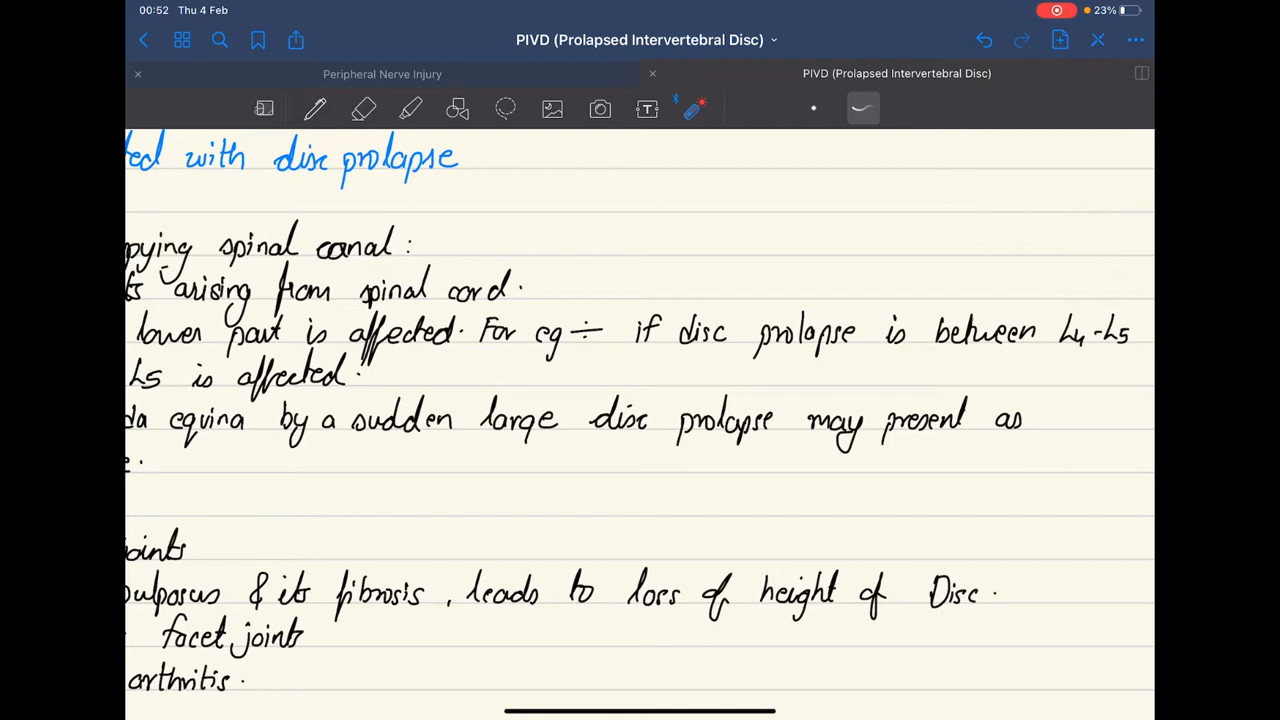 00:52 Thu 4 Feb 23%
PIVD (Prolapsed Intervertebral Disc)
Peripheral Nerve Injury PIVD (Prolapsed Intervertebral Disc)
T
ted with disc prolapse
pying spinal canal :
ts arising from spinal cord.
lower part is affected. For eg ÷ if disc prolapse is between L4-L5
L5 is affected.
da equina by a sudden large disc prolapse may present as
e.
oints
pulposus & its fibrosis, leads to loss of height of Disc.
facet joints
arthritis.